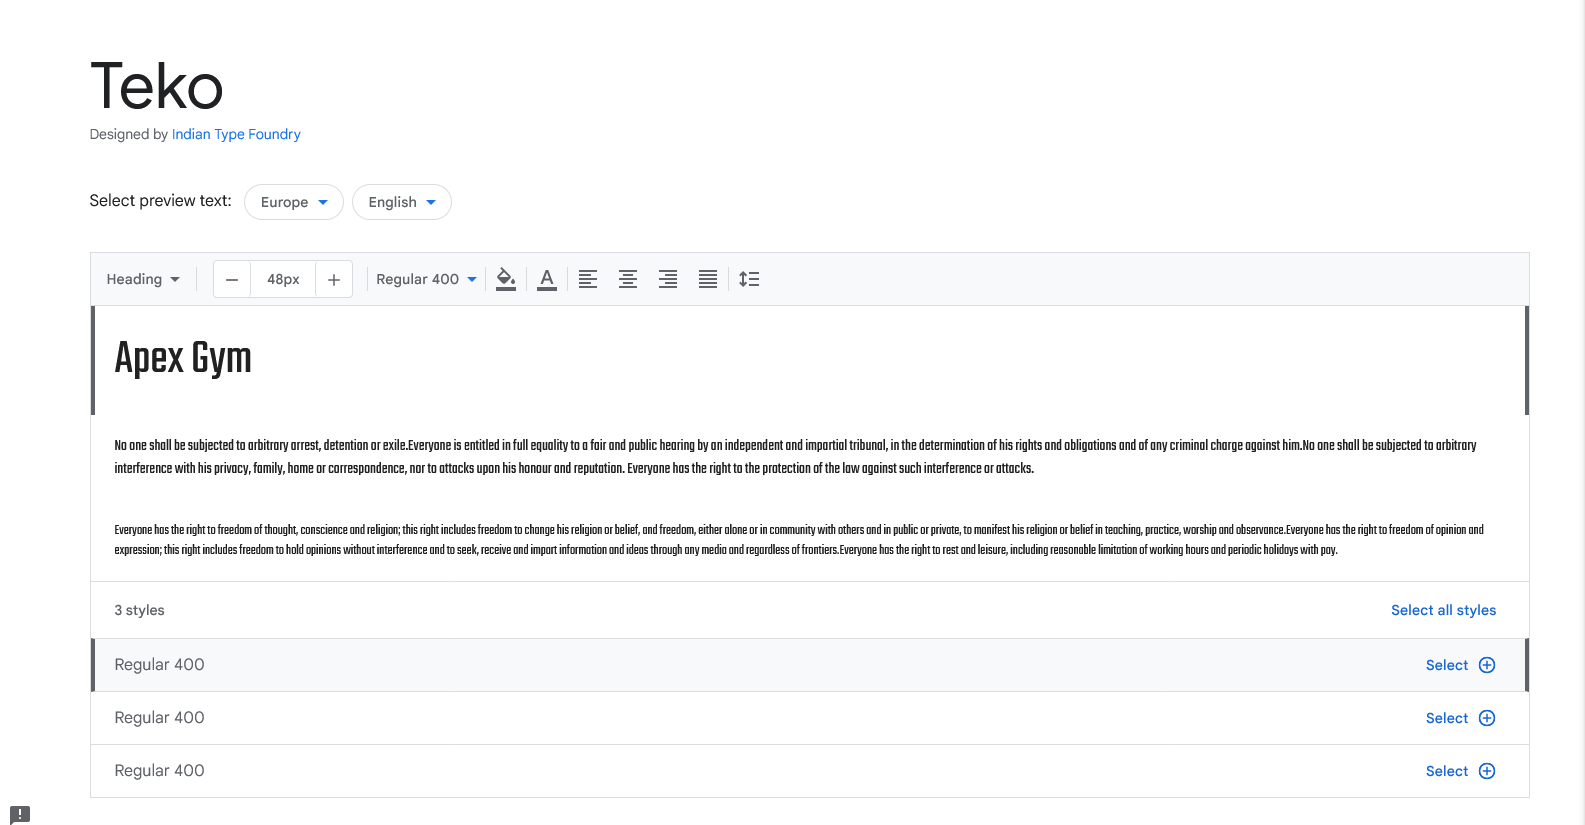 Teko
Designed by Indian Type Foundry
Select preview text: Europe English
Heading 48px Regular 400
Apex Gym
No one shall be subjected to arbitrary arrest, detention or exile.Everyone is entitled in full equality to a fair and public hearing by an independent and impartial tribunal, in the determination of his rights and obligations and of any criminal charge against him.No one shall be subjected to arbitrary
interference with his privacy, family, home or correspondence, nor to attacks upon his honour and reputation. Everyone has the right to the protection of the law against such interference or attacks.
Everyone has the right to freedom of thought, conscience and religion; this right includes freedom to change his religion or belief, and freedom, either alone or in community with others and in public or private, to manifest his religion or belief in teaching, practice, worship and observance.Everyone has the right to freedom of opinion and
expression; this right includes freedom to hold opinions without interference and to seek, receive and impart information and ideas through any media and regardless of frontiers.Everyone has the right to rest and leisure, including reasonable limitation of working hours and periodic holidays with pay.
3 styles Select all styles
Regular 400 Select
Regular 400 Select
Regular 400 Select